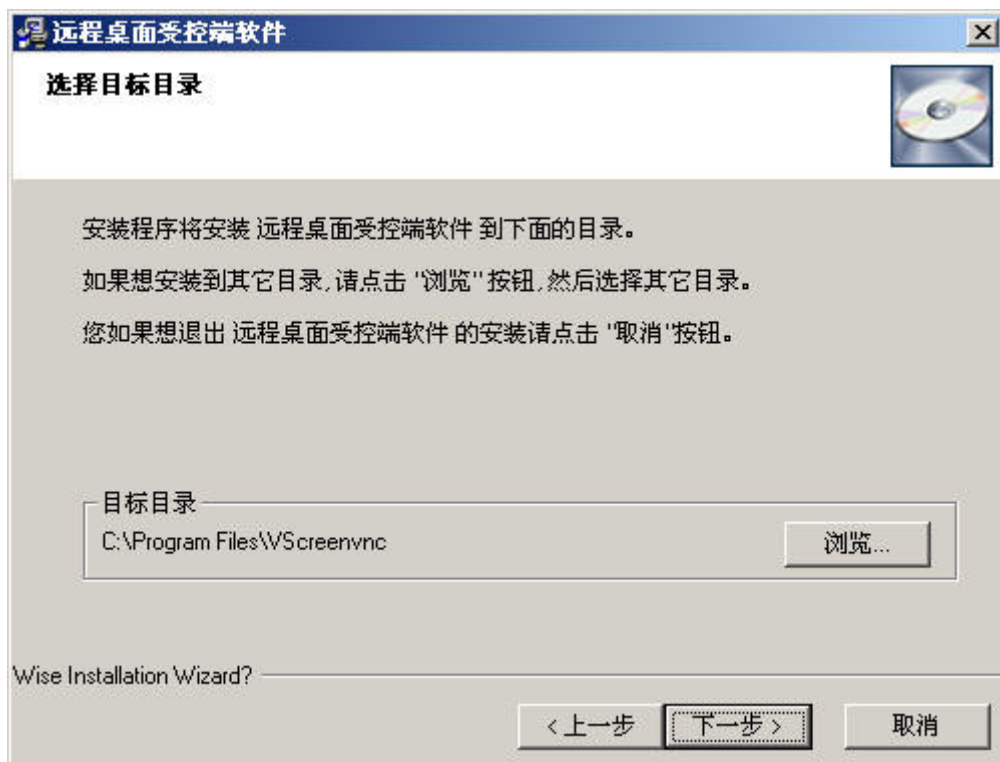 远程桌面受控端软件
选择目标目录
安装程序将安装 远程桌面受控端软件 到下面的目录。
如果想安装到其它目录,请点击 "浏览" 按钮,然后选择其它目录。
您如果想退出 远程桌面受控端软件 的安装请点击 "取消"按钮。
目标目录
C:\Program Files\VScreenvnc
浏览...
Wise Installation Wizard?
< 上一步
下一步 >
取消